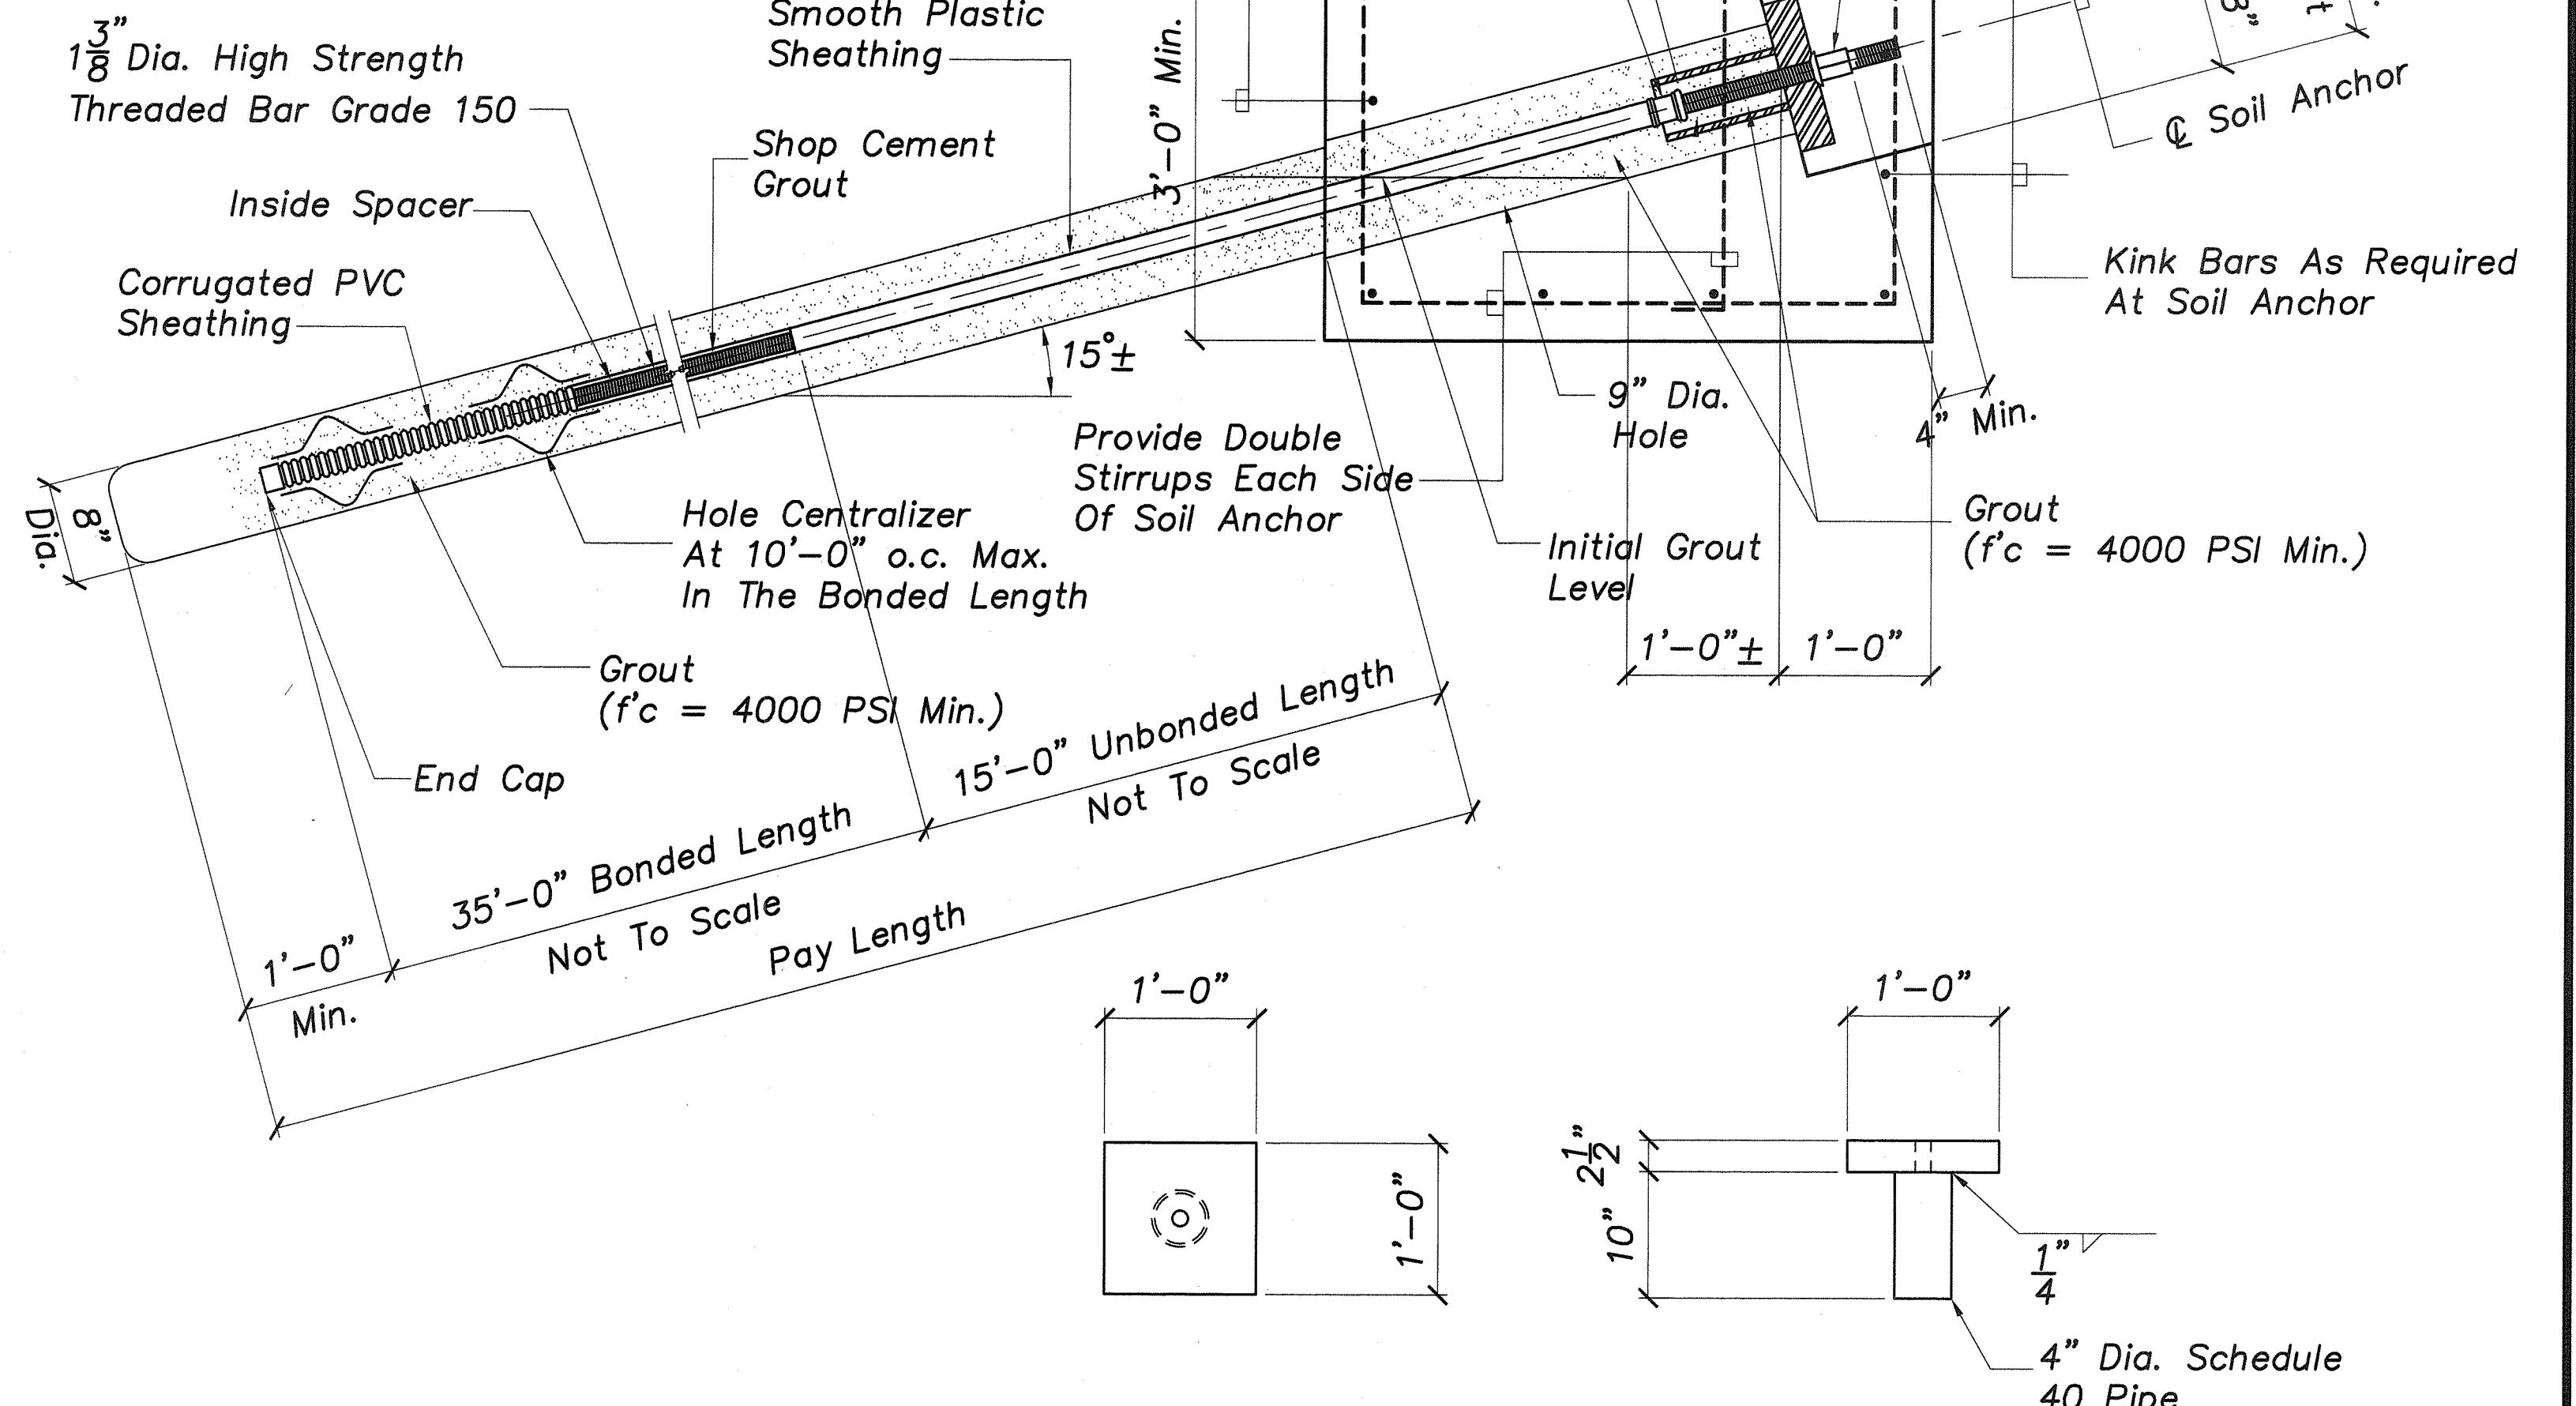 1 3/8" Dia. High Strength
Threaded Bar Grade 150
Smooth Plastic
Sheathing
Shop Cement
Grout
Inside Spacer
Corrugated PVC
Sheathing
3'-0" Min.
8"
℄ Soil Anchor
Kink Bars As Required
At Soil Anchor
15°±
9" Dia.
Hole
4" Min.
Provide Double
Stirrups Each Side
Of Soil Anchor
8"
Dia.
Hole Centralizer
At 10'-0" o.c. Max.
In The Bonded Length
Initial Grout
Level
Grout
(f'c = 4000 PSI Min.)
Grout
(f'c = 4000 PSI Min.)
End Cap
1'-0"±
1'-0"
15'-0" Unbonded Length
Not To Scale
35'-0" Bonded Length
Not To Scale
Pay Length
1'-0"
Min.
1'-0"
1'-0"
1'-0"
2 1/2"
10"
1/4"
4" Dia. Schedule
40 Pipe